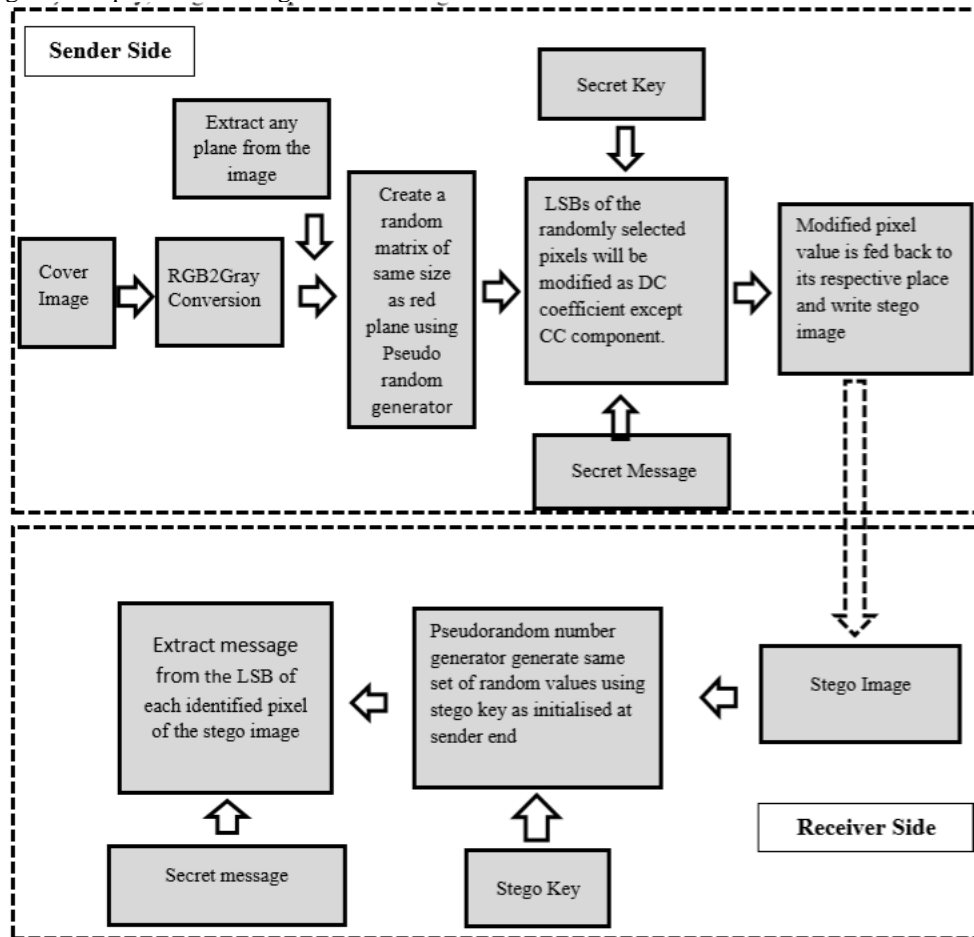 Sender Side
Secret Key
Extract any
plane from the
image
Create a
random
matrix of
same size
as red
plane using
Pseudo
random
generator
LSBs of the
randomly selected
pixels will be
modified as DC
coefficient except
CC component.
Modified pixel
value is fed back to
its respective place
and write stego
image
Cover
Image
RGB2Gray
Conversion
Secret Message
Extract message
from the LSB of
each identified pixel
of the stego image
Pseudorandom number
generator generate same
set of random values using
stego key as initialised at
sender end
Stego Image
Receiver Side
Secret message
Stego Key